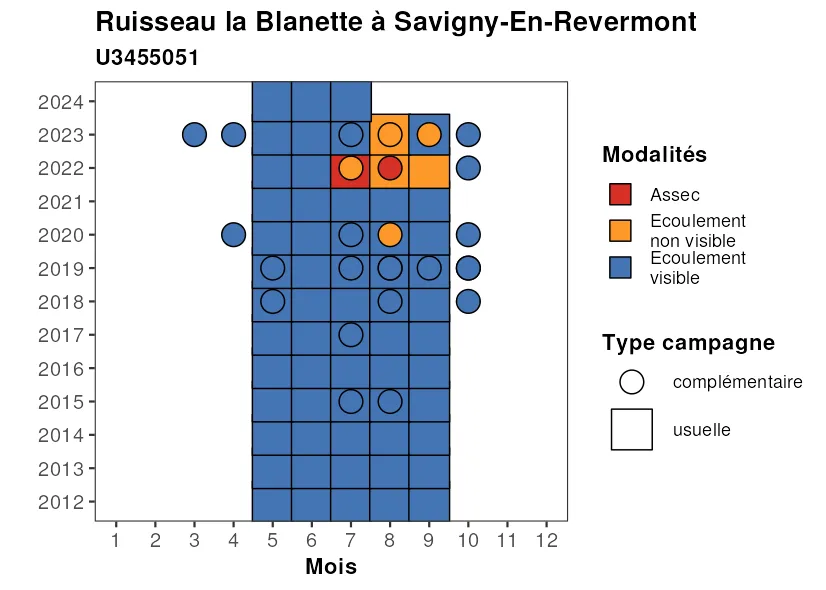 Ruisseau la Blanette à Savigny-En-Revermont
U3455051
2024
2023
2022
2021
2020
2019
2018
2017
2016
2015
2014
2013
2012
1 2 3 4 5 6 7 8 9 10 11 12
Mois
Modalités
Assec
Ecoulement
non visible
Ecoulement
visible
Type campagne
complémentaire
usuelle